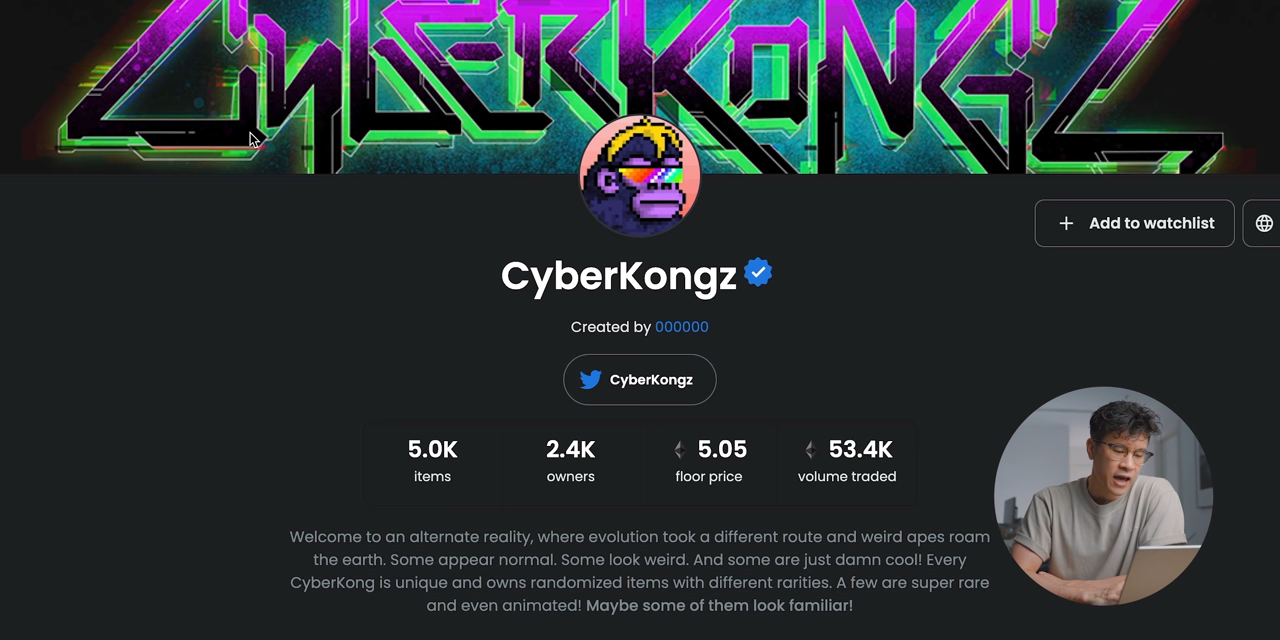 CyberKongz
Add to watchlist
CyberKongz
Created by 000000
CyberKongz
5.0K 2.4K 5.05 53.4K
items owners floor price volume traded
Welcome to an alternate reality, where evolution took a different route and weird apes roam
the earth. Some appear normal. Some look weird. And some are just damn cool! Every
CyberKong is unique and owns randomized items with different rarities. A few are super rare
and even animated! Maybe some of them look familiar!